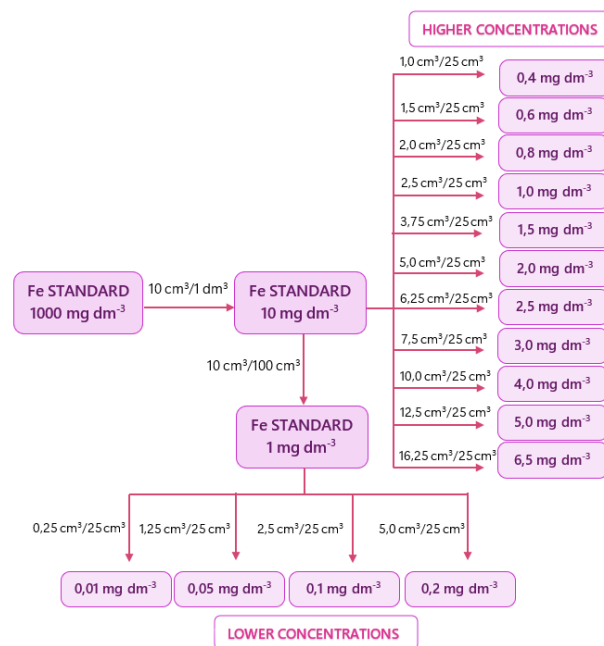 HIGHER CONCENTRATIONS
1,0 cm³/25 cm³
0,4 mg dm⁻³
1,5 cm³/25 cm³
0,6 mg dm⁻³
2,0 cm³/25 cm³
0,8 mg dm⁻³
2,5 cm³/25 cm³
1,0 mg dm⁻³
3,75 cm³/25 cm³
1,5 mg dm⁻³
5,0 cm³/25 cm³
2,0 mg dm⁻³
6,25 cm³/25 cm³
2,5 mg dm⁻³
7,5 cm³/25 cm³
3,0 mg dm⁻³
10,0 cm³/25 cm³
4,0 mg dm⁻³
12,5 cm³/25 cm³
5,0 mg dm⁻³
16,25 cm³/25 cm³
6,5 mg dm⁻³
Fe STANDARD
1000 mg dm⁻³
10 cm³/1 dm³
Fe STANDARD
10 mg dm⁻³
10 cm³/100 cm³
Fe STANDARD
1 mg dm⁻³
0,25 cm³/25 cm³
1,25 cm³/25 cm³
2,5 cm³/25 cm³
5,0 cm³/25 cm³
0,01 mg dm⁻³
0,05 mg dm⁻³
0,1 mg dm⁻³
0,2 mg dm⁻³
LOWER CONCENTRATIONS